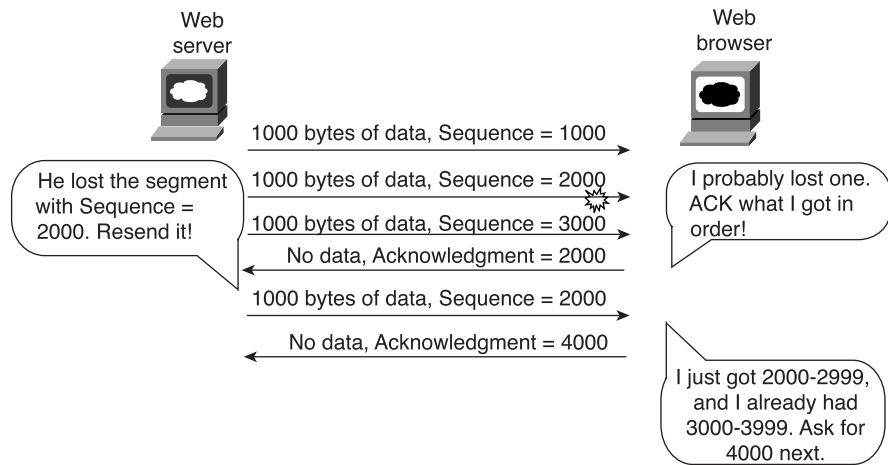 Web
server
Web
browser
1000 bytes of data, Sequence = 1000
He lost the segment
with Sequence =
2000. Resend it!
1000 bytes of data, Sequence = 2000
I probably lost one.
ACK what I got in
order!
1000 bytes of data, Sequence = 3000
No data, Acknowledgment = 2000
1000 bytes of data, Sequence = 2000
No data, Acknowledgment = 4000
I just got 2000-2999,
and I already had
3000-3999. Ask for
4000 next.